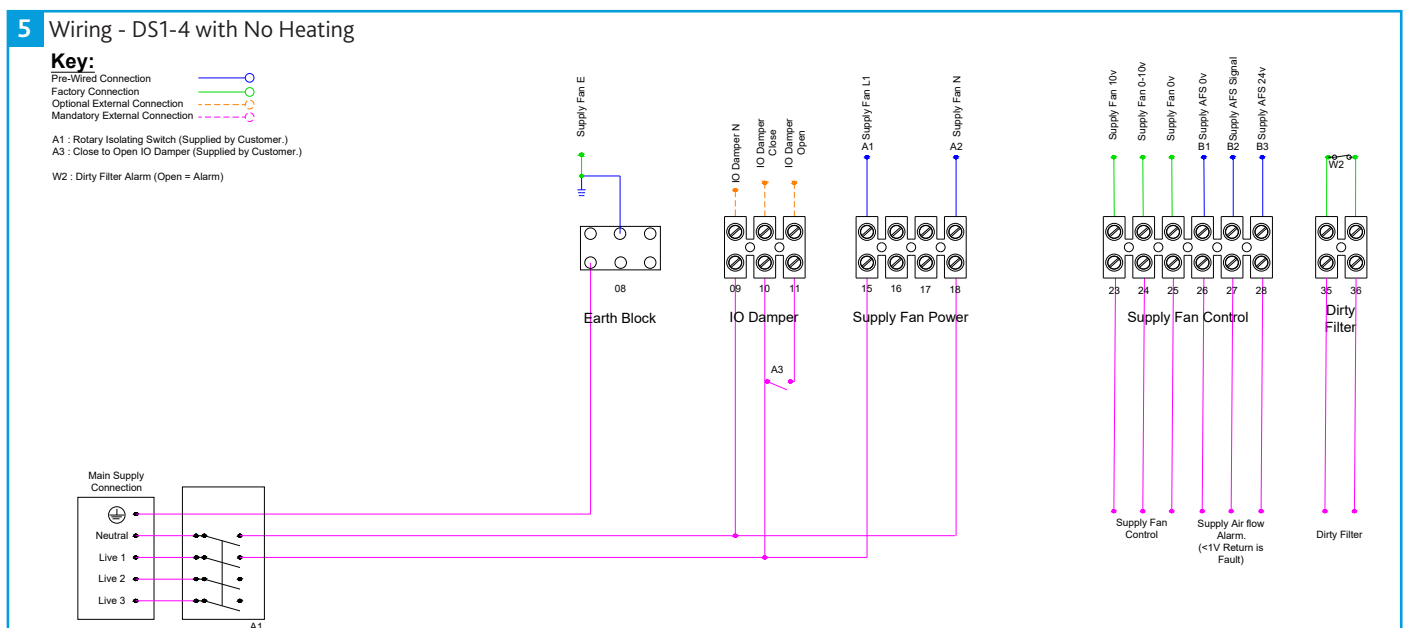 5 Wiring - DS1-4 with No Heating
Key:
Pre-Wired Connection
Factory Connection
Optional External Connection
Mandatory External Connection
A1 : Rotary Isolating Switch (Supplied by Customer.)
A3 : Close to Open IO Damper (Supplied by Customer.)
W2 : Dirty Filter Alarm (Open = Alarm)
Supply Fan E
IO Damper N
IO Damper
Close
IO Damper
Open
Supply Fan L1
A1
Supply Fan N
A2
Supply Fan 10v
Supply Fan 0-10v
Supply Fan 0v
Supply AFS 0v
B1
Supply AFS Signal
B2
Supply AFS 24v
B3
W2
08
09 10 11
15 16 17 18
23 24 25 26 27 28
35 36
Earth Block
IO Damper
Supply Fan Power
Supply Fan Control
Dirty
Filter
A3
Main Supply
Connection
Neutral
Live 1
Live 2
Live 3
A1
Supply Fan
Control
Supply Air flow
Alarm.
(<1V Return is
Fault)
Dirty Filter